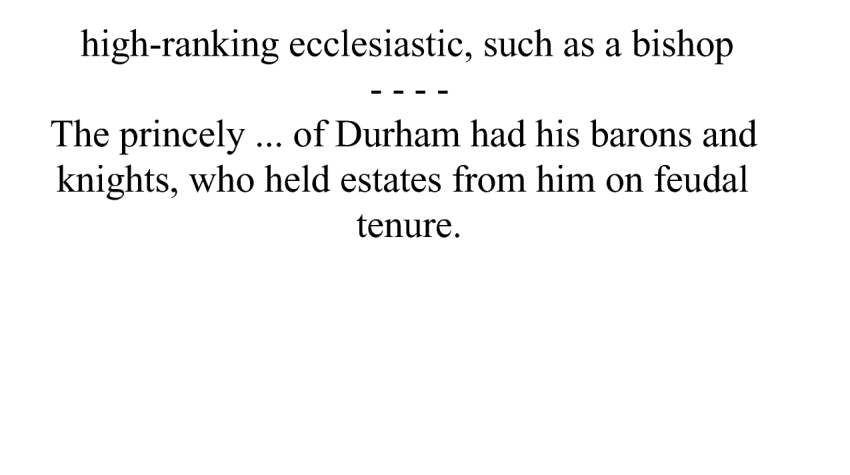 high-ranking ecclesiastic, such as a bishop
- - - -
The princely ... of Durham had his barons and
knights, who held estates from him on feudal
tenure.